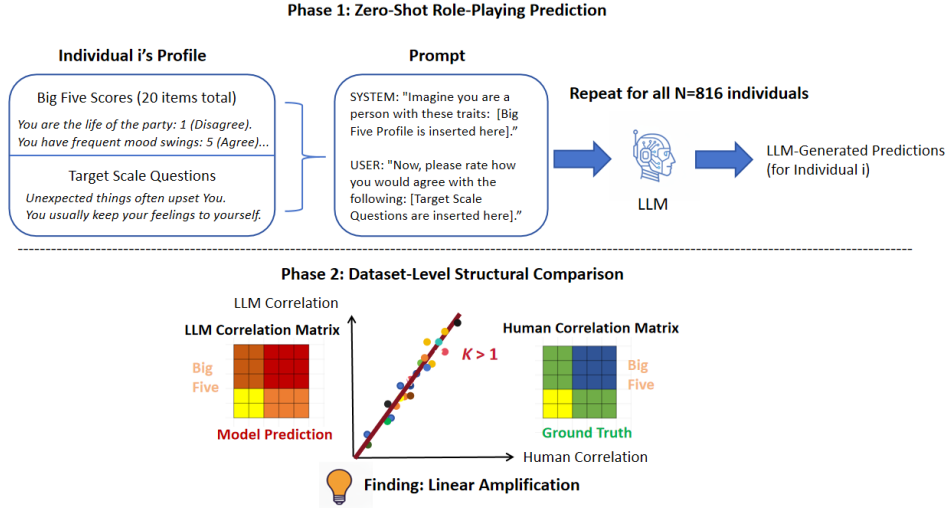 Phase 1: Zero-Shot Role-Playing Prediction
Individual i's Profile
Big Five Scores (20 items total)
You are the life of the party: 1 (Disagree).
You have frequent mood swings: 5 (Agree)...
Target Scale Questions
Unexpected things often upset You.
You usually keep your feelings to yourself.
Prompt
SYSTEM: "Imagine you are a
person with these traits: [Big
Five Profile is inserted here]."
USER: "Now, please rate how
you would agree with the
following: [Target Scale
Questions are inserted here]."
Repeat for all N=816 individuals
LLM
LLM-Generated Predictions
(for Individual i)
Phase 2: Dataset-Level Structural Comparison
LLM Correlation
LLM Correlation Matrix
Big
Five
Model Prediction
K > 1
Human Correlation Matrix
Big
Five
Ground Truth
Human Correlation
Finding: Linear Amplification